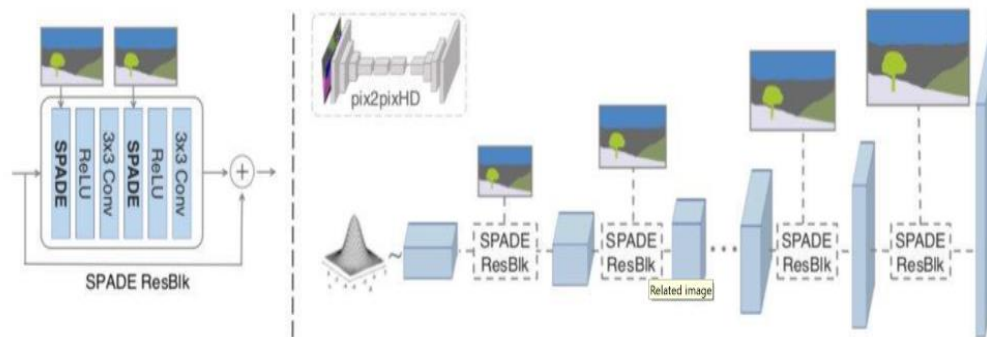 SPADE
ReLU
3x3 Conv
SPADE
ReLU
3x3 Conv
+
SPADE ResBlk
pix2pixHD
~
SPADE
ResBlk
SPADE
ResBlk
Related image
SPADE
ResBlk
SPADE
ResBlk